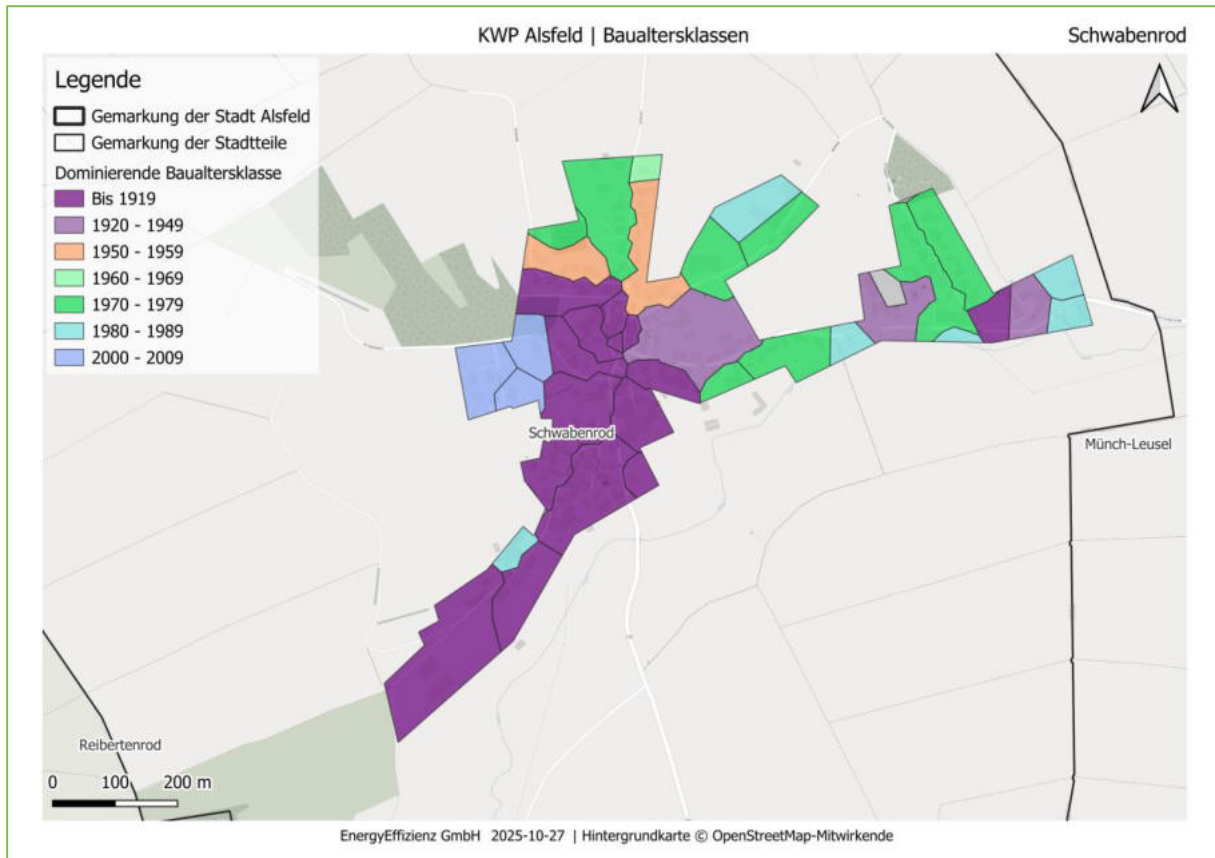 KWP Alsfeld | Baualtersklassen
Schwabenrod
Legende
Gemarkung der Stadt Alsfeld
Gemarkung der Stadtteile
Dominierende Baualtersklasse
Bis 1919
1920 - 1949
1950 - 1959
1960 - 1969
1970 - 1979
1980 - 1989
2000 - 2009
Schwabenrod
Münch-Leusel
Reibertenrod
0 100 200 m
EnergyEffizienz GmbH 2025-10-27 | Hintergrundkarte © OpenStreetMap-Mitwirkende